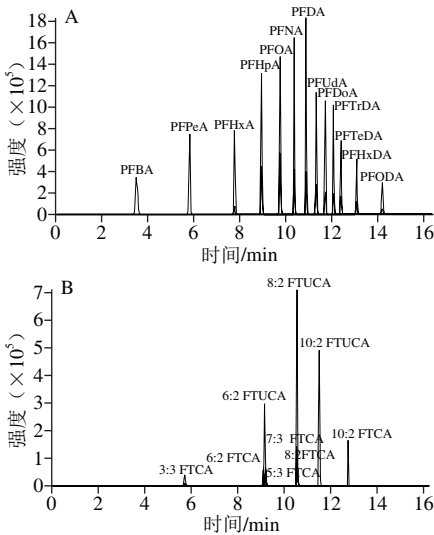 A
强度（×10⁵）
18
16
14
12
10
8
6
4
2
0
PFDA
PFNA
PFOA
PFHpA
PFUdA
PFDoA
PFTrDA
PFPeA
PFHxA
PFTeDA
PFHxDA
PFBA
PFODA
0 2 4 6 8 10 12 14 16
时间/min
B
强度（×10⁵）
7
6
5
4
3
2
1
0
8:2 FTUCA
10:2 FTUCA
6:2 FTUCA
7:3 FTCA
10:2 FTCA
6:2 FTCA
8:2FTCA
3:3 FTCA
5:3 FTCA
0 2 4 6 8 10 12 14 16
时间/min